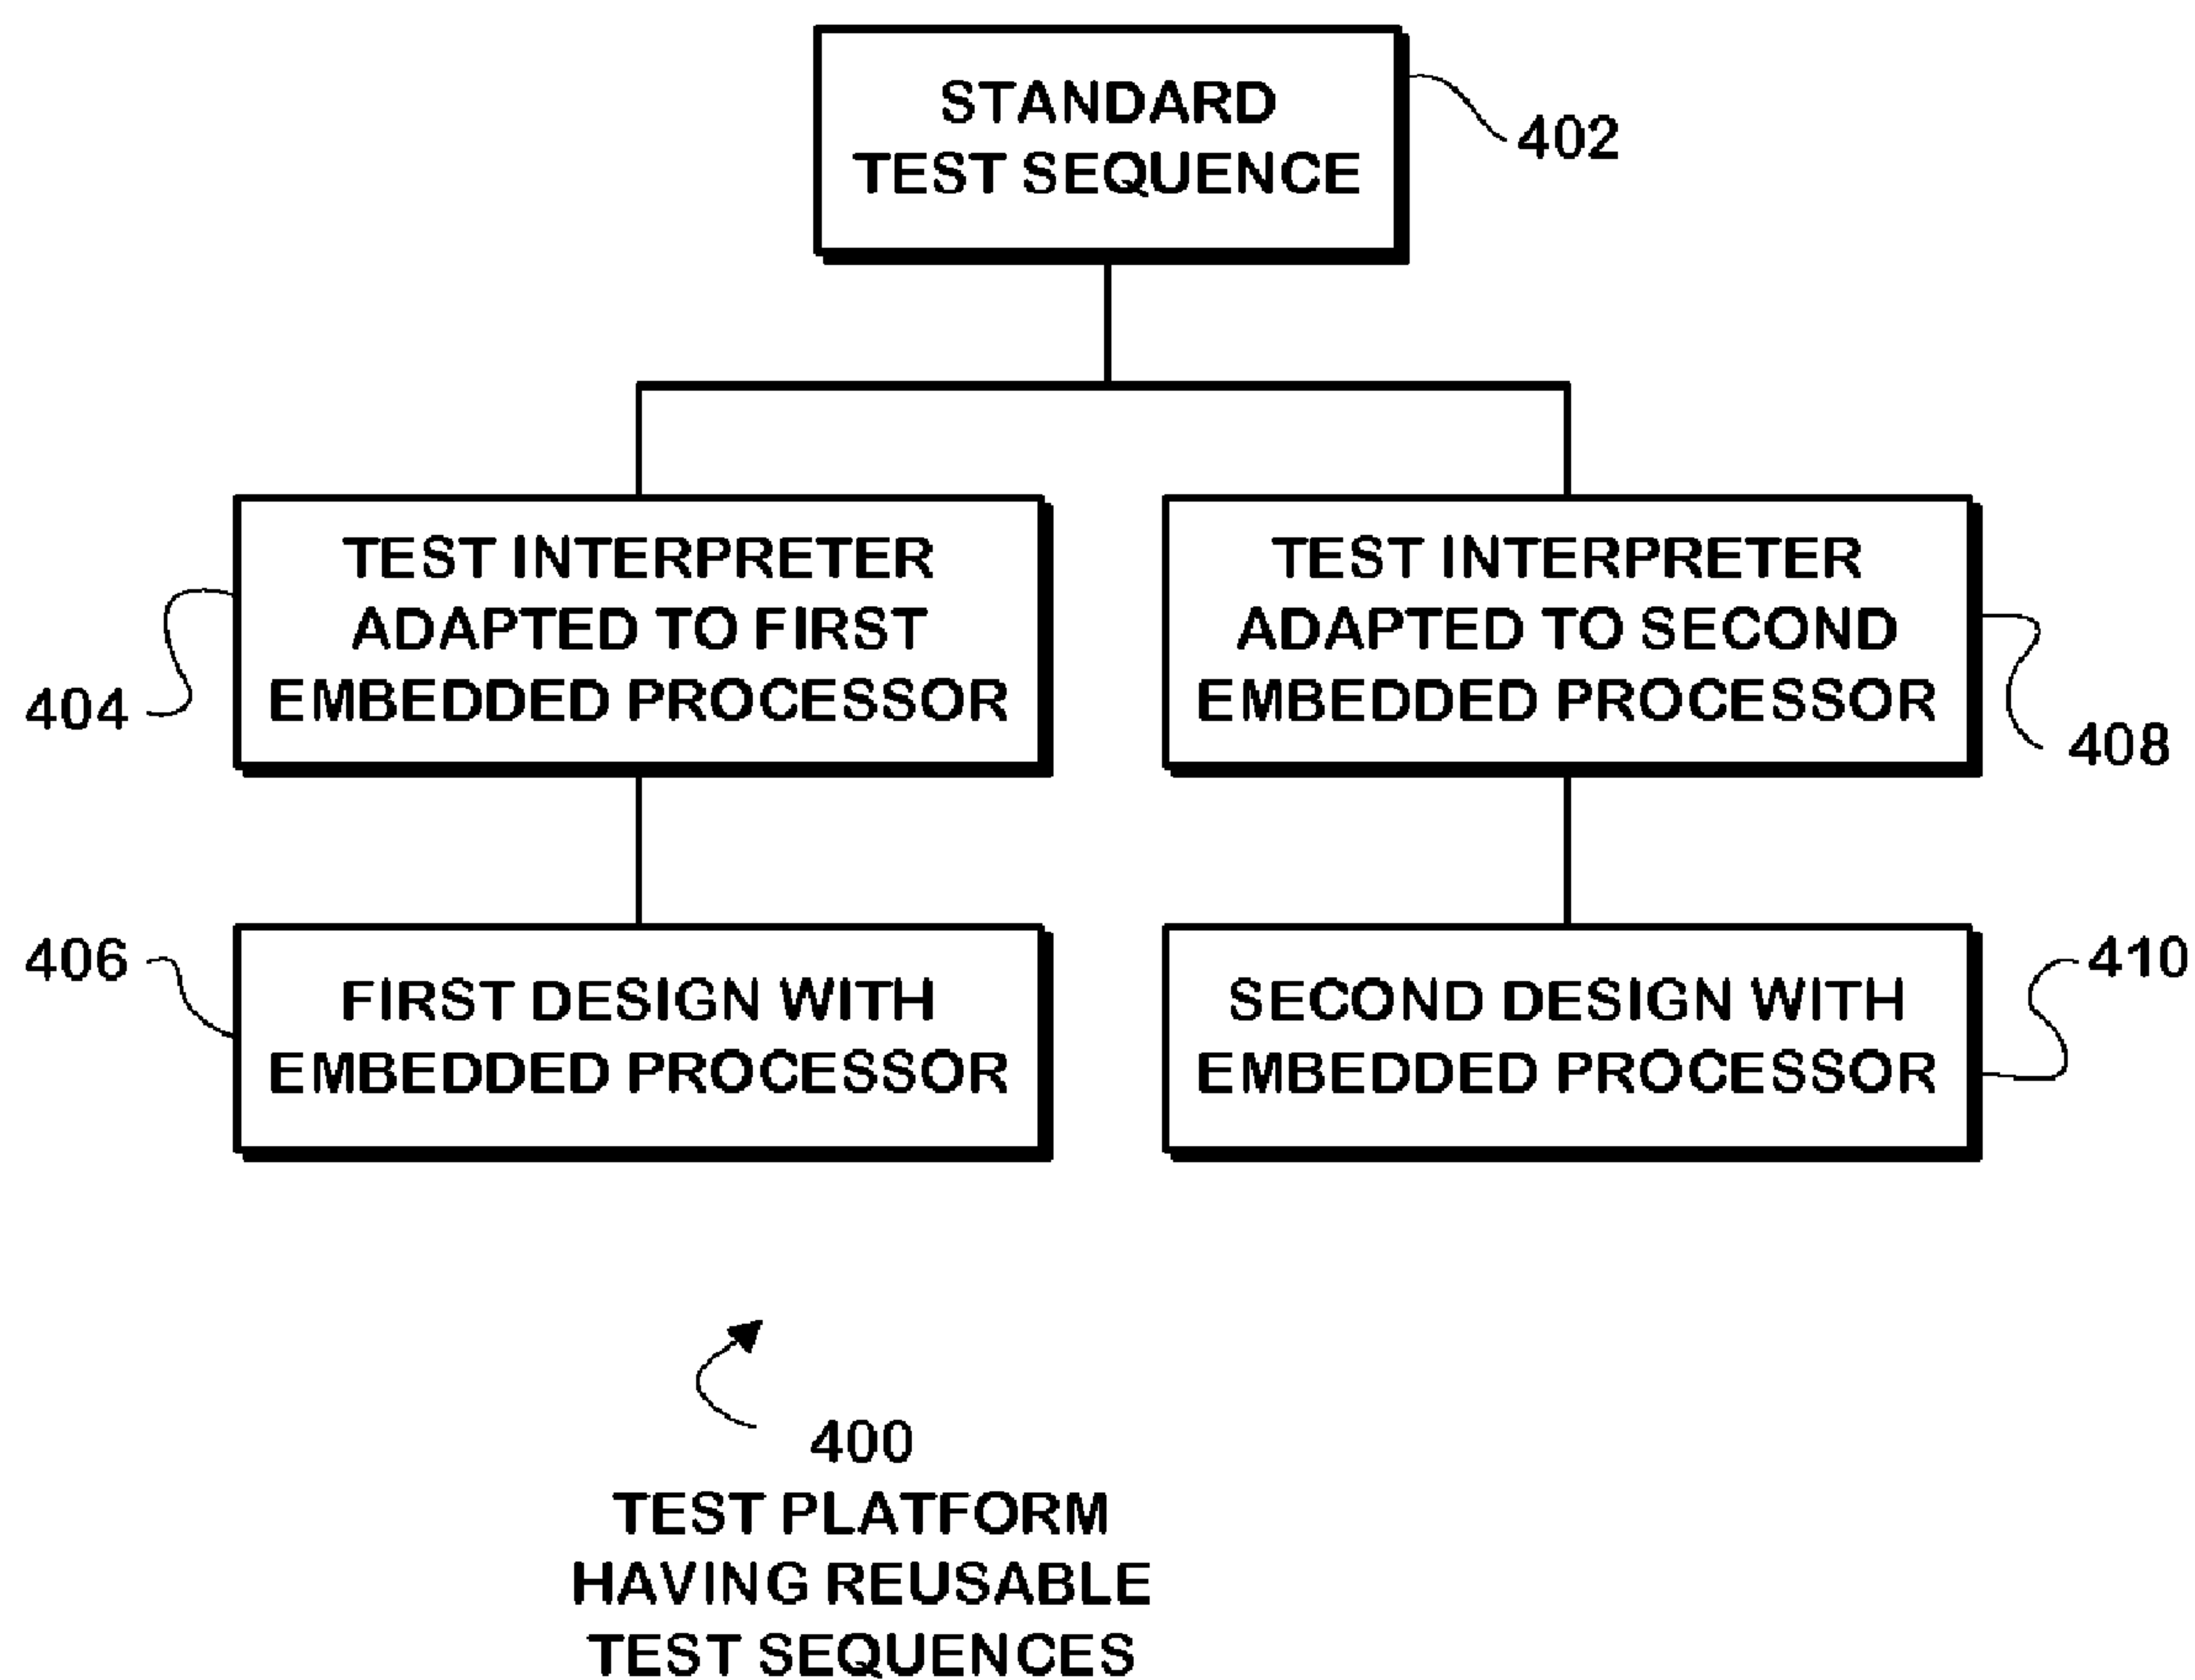 STANDARD
TEST SEQUENCE
402
TEST INTERPRETER
ADAPTED TO FIRST
EMBEDDED PROCESSOR
404
TEST INTERPRETER
ADAPTED TO SECOND
EMBEDDED PROCESSOR
408
406
FIRST DESIGN WITH
EMBEDDED PROCESSOR
SECOND DESIGN WITH
EMBEDDED PROCESSOR
410
400
TEST PLATFORM
HAVING REUSABLE
TEST SEQUENCES